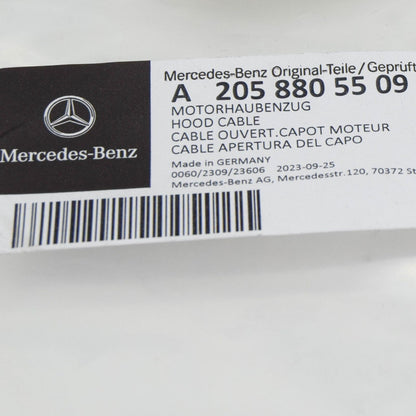 Mercedes-Benz Original-Teile/Geprüft
A 205 880 55 09
MOTORHAUBENZUG
HOOD CABLE
CABLE OUVERT.CAPOT MOTEUR
CABLE APERTURA DEL CAPO
Made in GERMANY
0060/2309/23606 2023-09-25
Mercedes-Benz AG, Mercedesstr.120, 70372 St
Mercedes-Benz